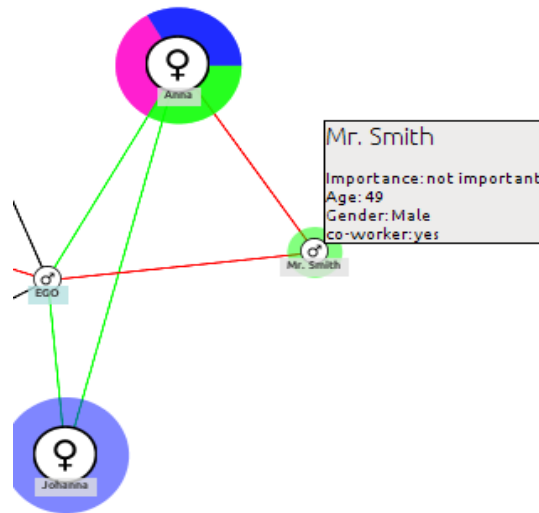 Anna
Mr. Smith
Importance: not important
Age: 49
Gender: Male
co-worker: yes
Mr. Smith
EGO
Johanna